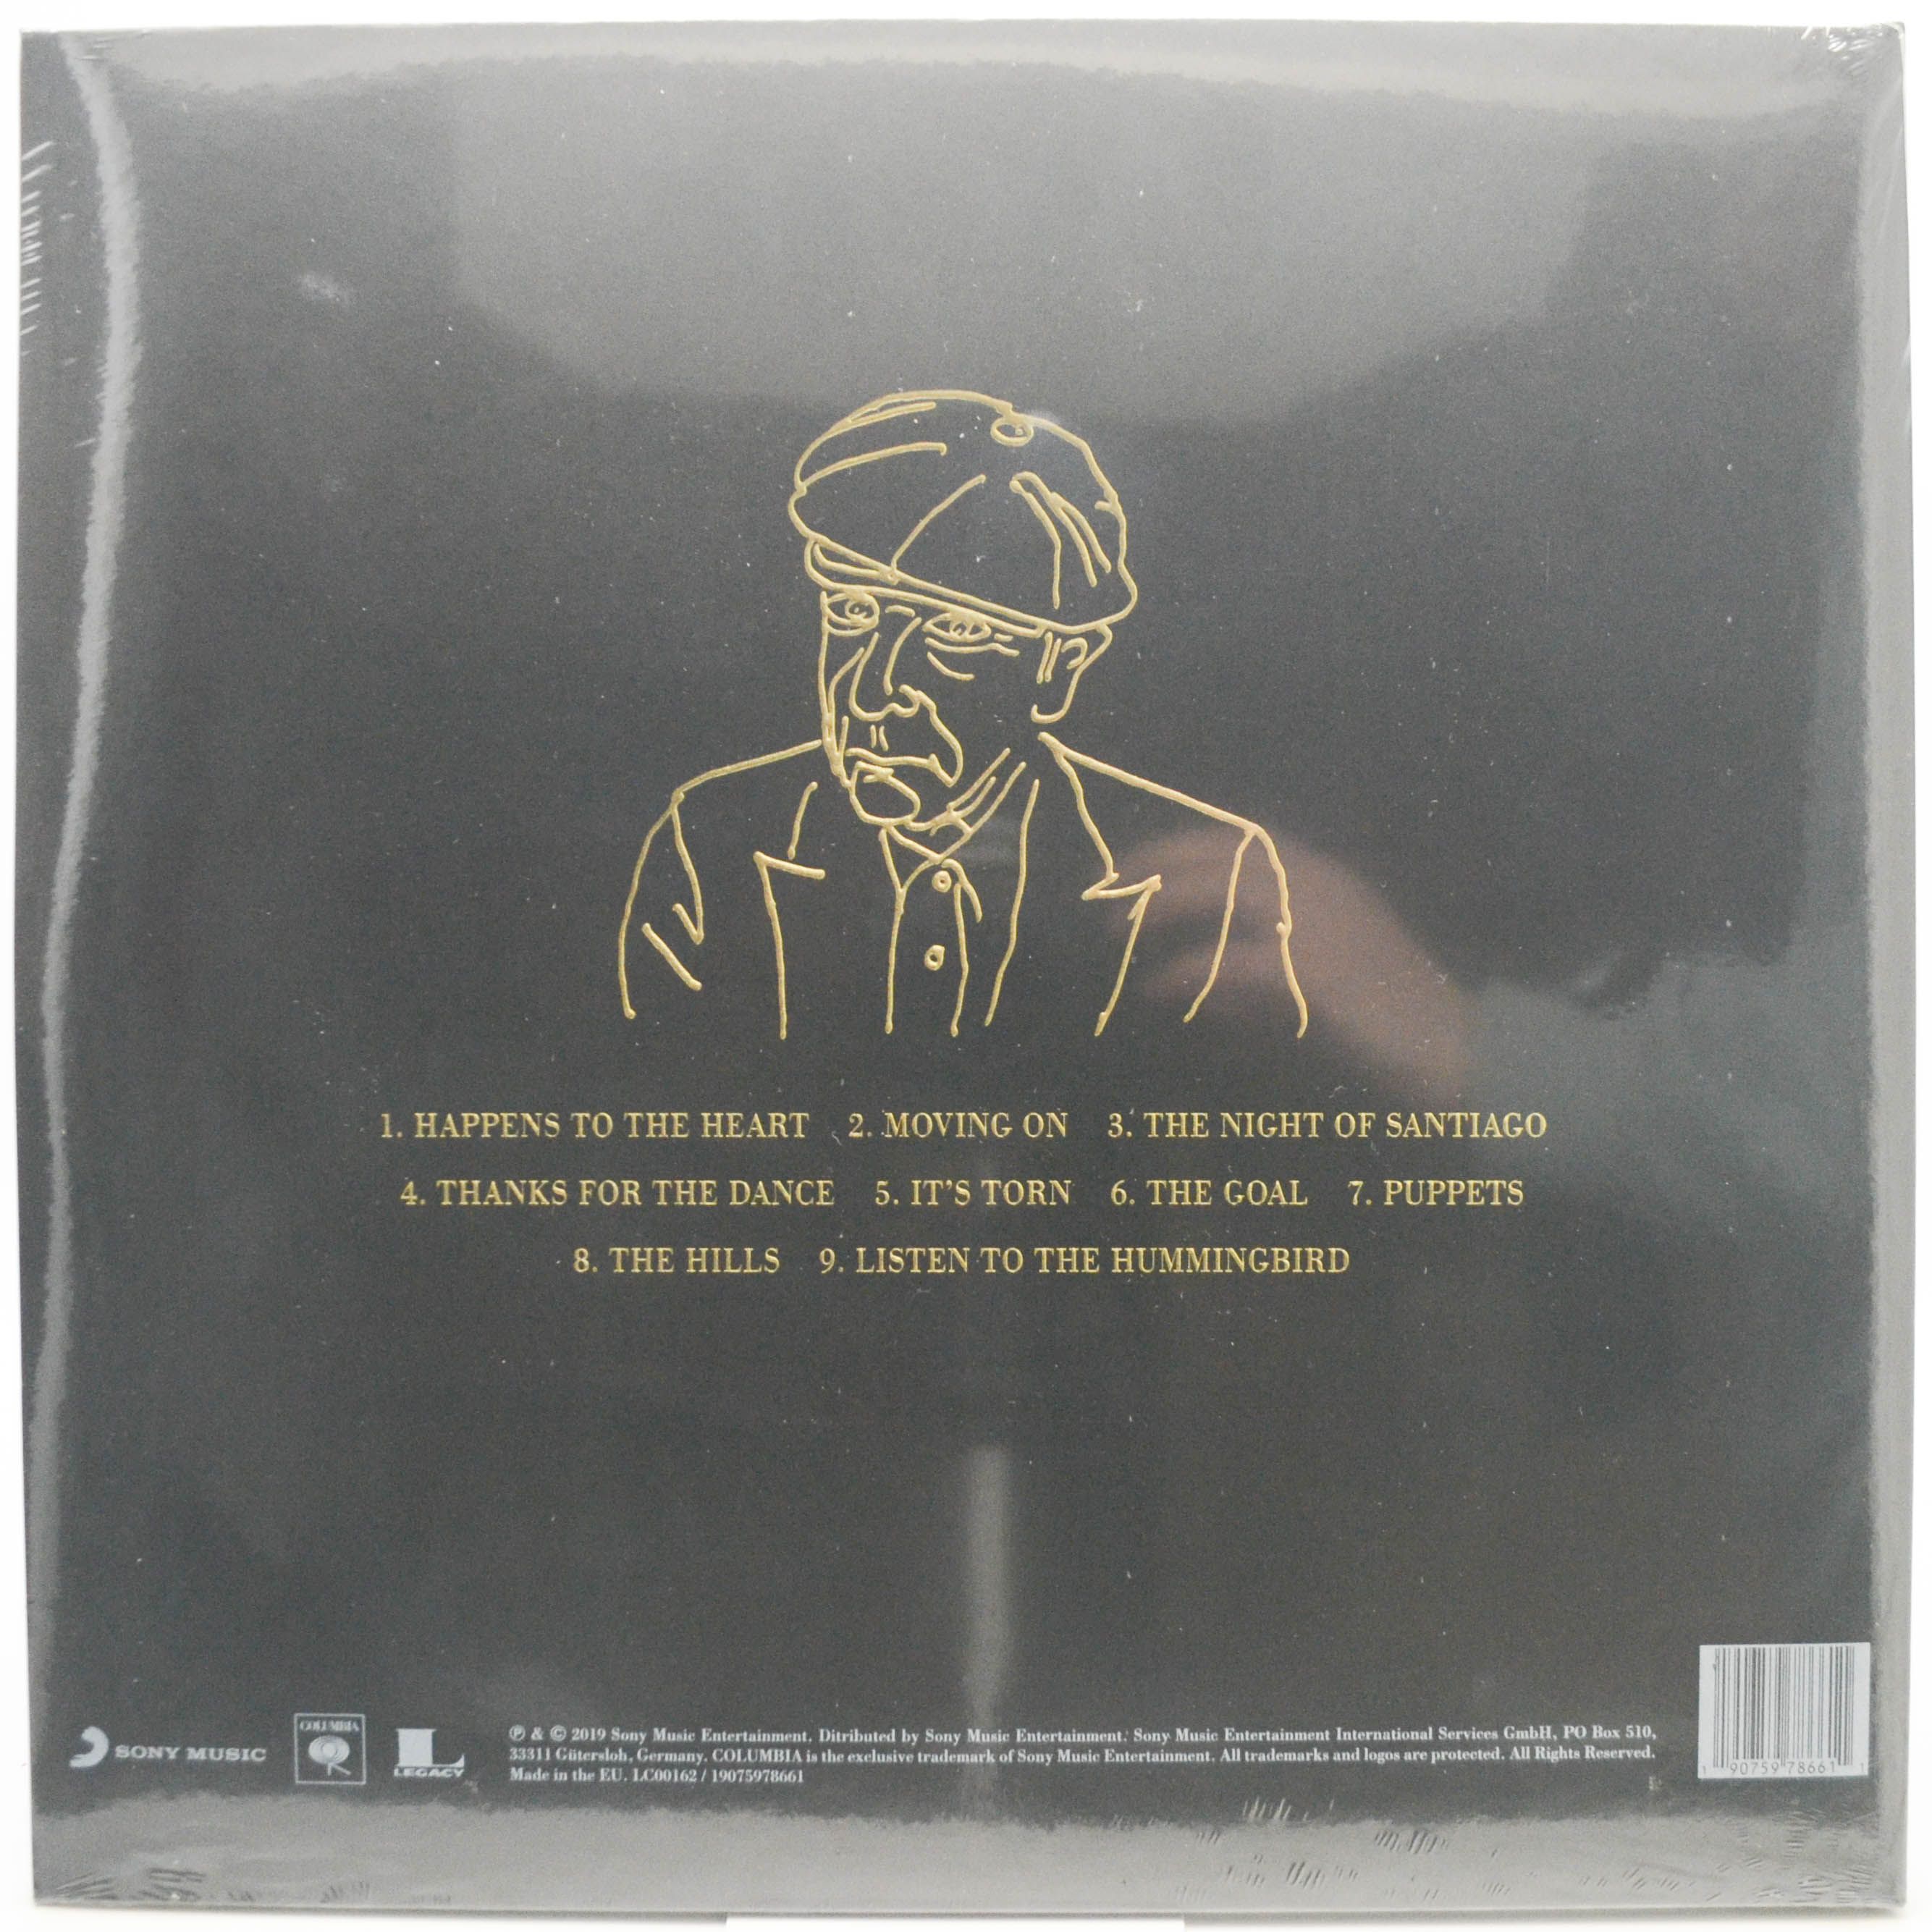 1. HAPPENS TO THE HEART 2. MOVING ON 3. THE NIGHT OF SANTIAGO
4. THANKS FOR THE DANCE 5. IT'S TORN 6. THE GOAL 7. PUPPETS
8. THE HILLS 9. LISTEN TO THE HUMMINGBIRD
SONY MUSIC
COLUMBIA
L
LEGACY
℗ & © 2019 Sony Music Entertainment. Ditributed by Sony Music Entertainment. Sony Music Entertainment International Services GmbH, PO Box 510,
33311 Gütersloh, Germany. COLUMBIA is the exclusive trademark of Sony Music Entertainment. All trademarks and logos are protected. All Rights Reserved.
Made in the EU. LC00162 / 19075978661
1 90759 78661 1